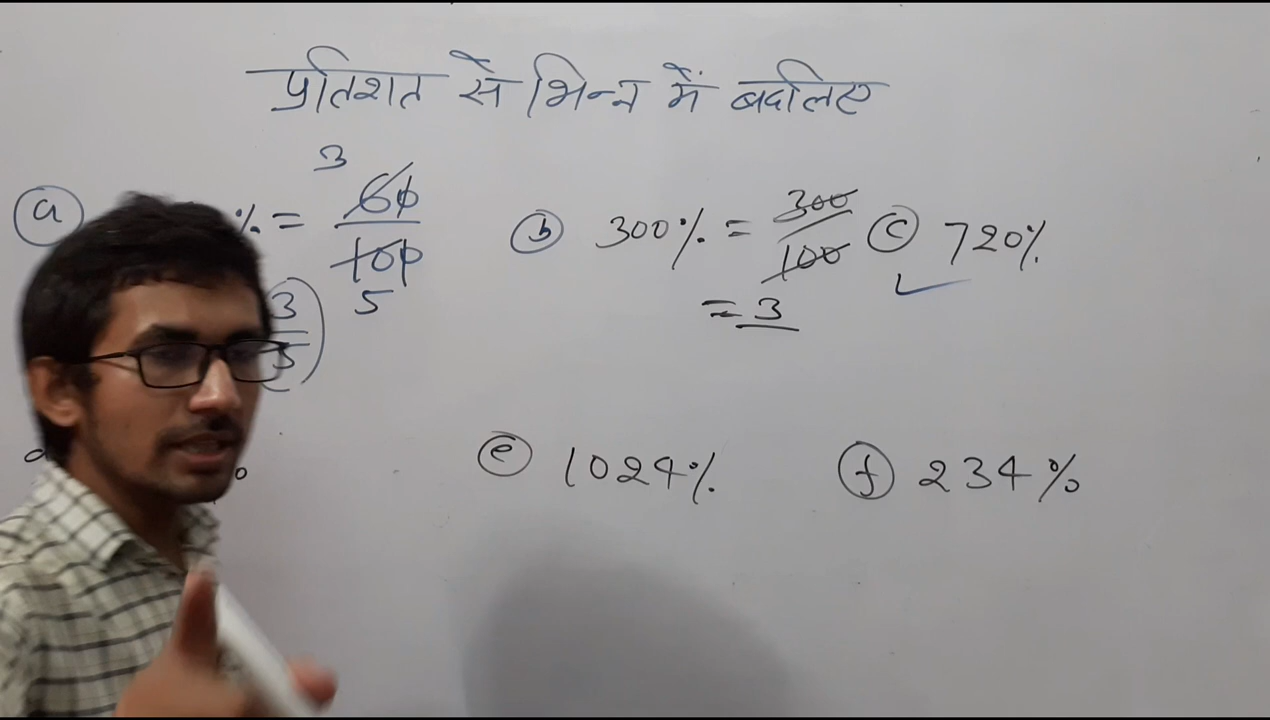 प्रतिशत से भिन्न में बदलिए
(a) % = 60/100 3 5
3/5
(b) 300% = 300/100
= 3
(c) 720%
(e) 1024%
(f) 234%